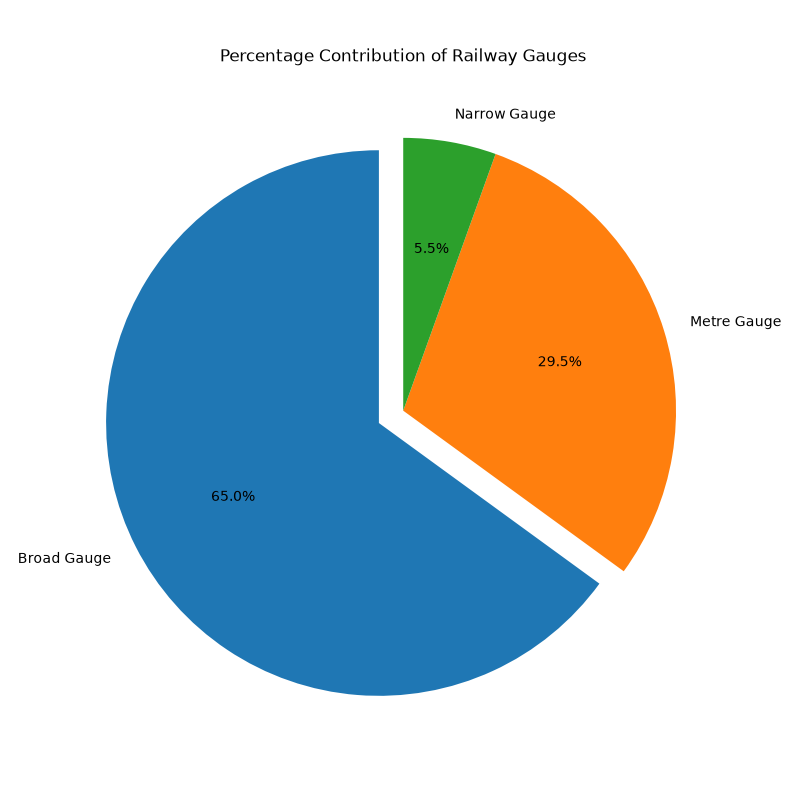 Percentage Contribution of Railway Gauges
Narrow Gauge
5.5%
Metre Gauge
29.5%
65.0%
Broad Gauge